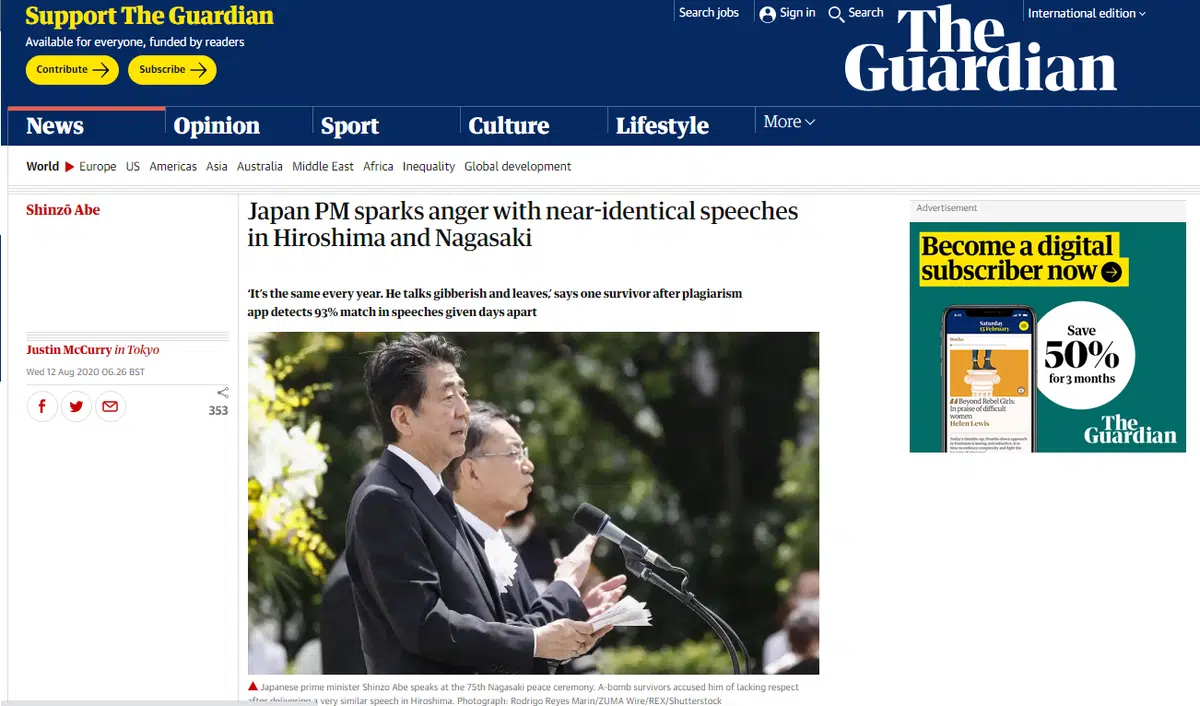 Support The Guardian
Available for everyone, funded by readers
Contribute
Subscribe
Search jobs
Sign in
Search
International edition
The
Guardian
News
Opinion
Sport
Culture
Lifestyle
More
World
Europe
US
Americas
Asia
Australia
Middle East
Africa
Inequality
Global development
Shinzō Abe
Japan PM sparks anger with near-identical speeches
in Hiroshima and Nagasaki
‘It’s the same every year. He talks gibberish and leaves,’ says one survivor after plagiarism
app detects 93% match in speeches given days apart
Justin McCurry in Tokyo
Wed 12 Aug 2020 06.26 BST
353
Japanese prime minister Shinzo Abe speaks at the 75th Nagasaki peace ceremony. A-bomb survivors accused him of lacking respect
after delivering a very similar speech in Hiroshima. Photograph: Rodrigo Reyes Marin/ZUMA Wire/REX/Shutterstock
Advertisement
Become a digital
subscriber now
Saturday
15 February
Books
Beyond Rebel Girls:
In praise of difficult
women
Helen Lewis
Save
50%
for 3 months
The
Guardian